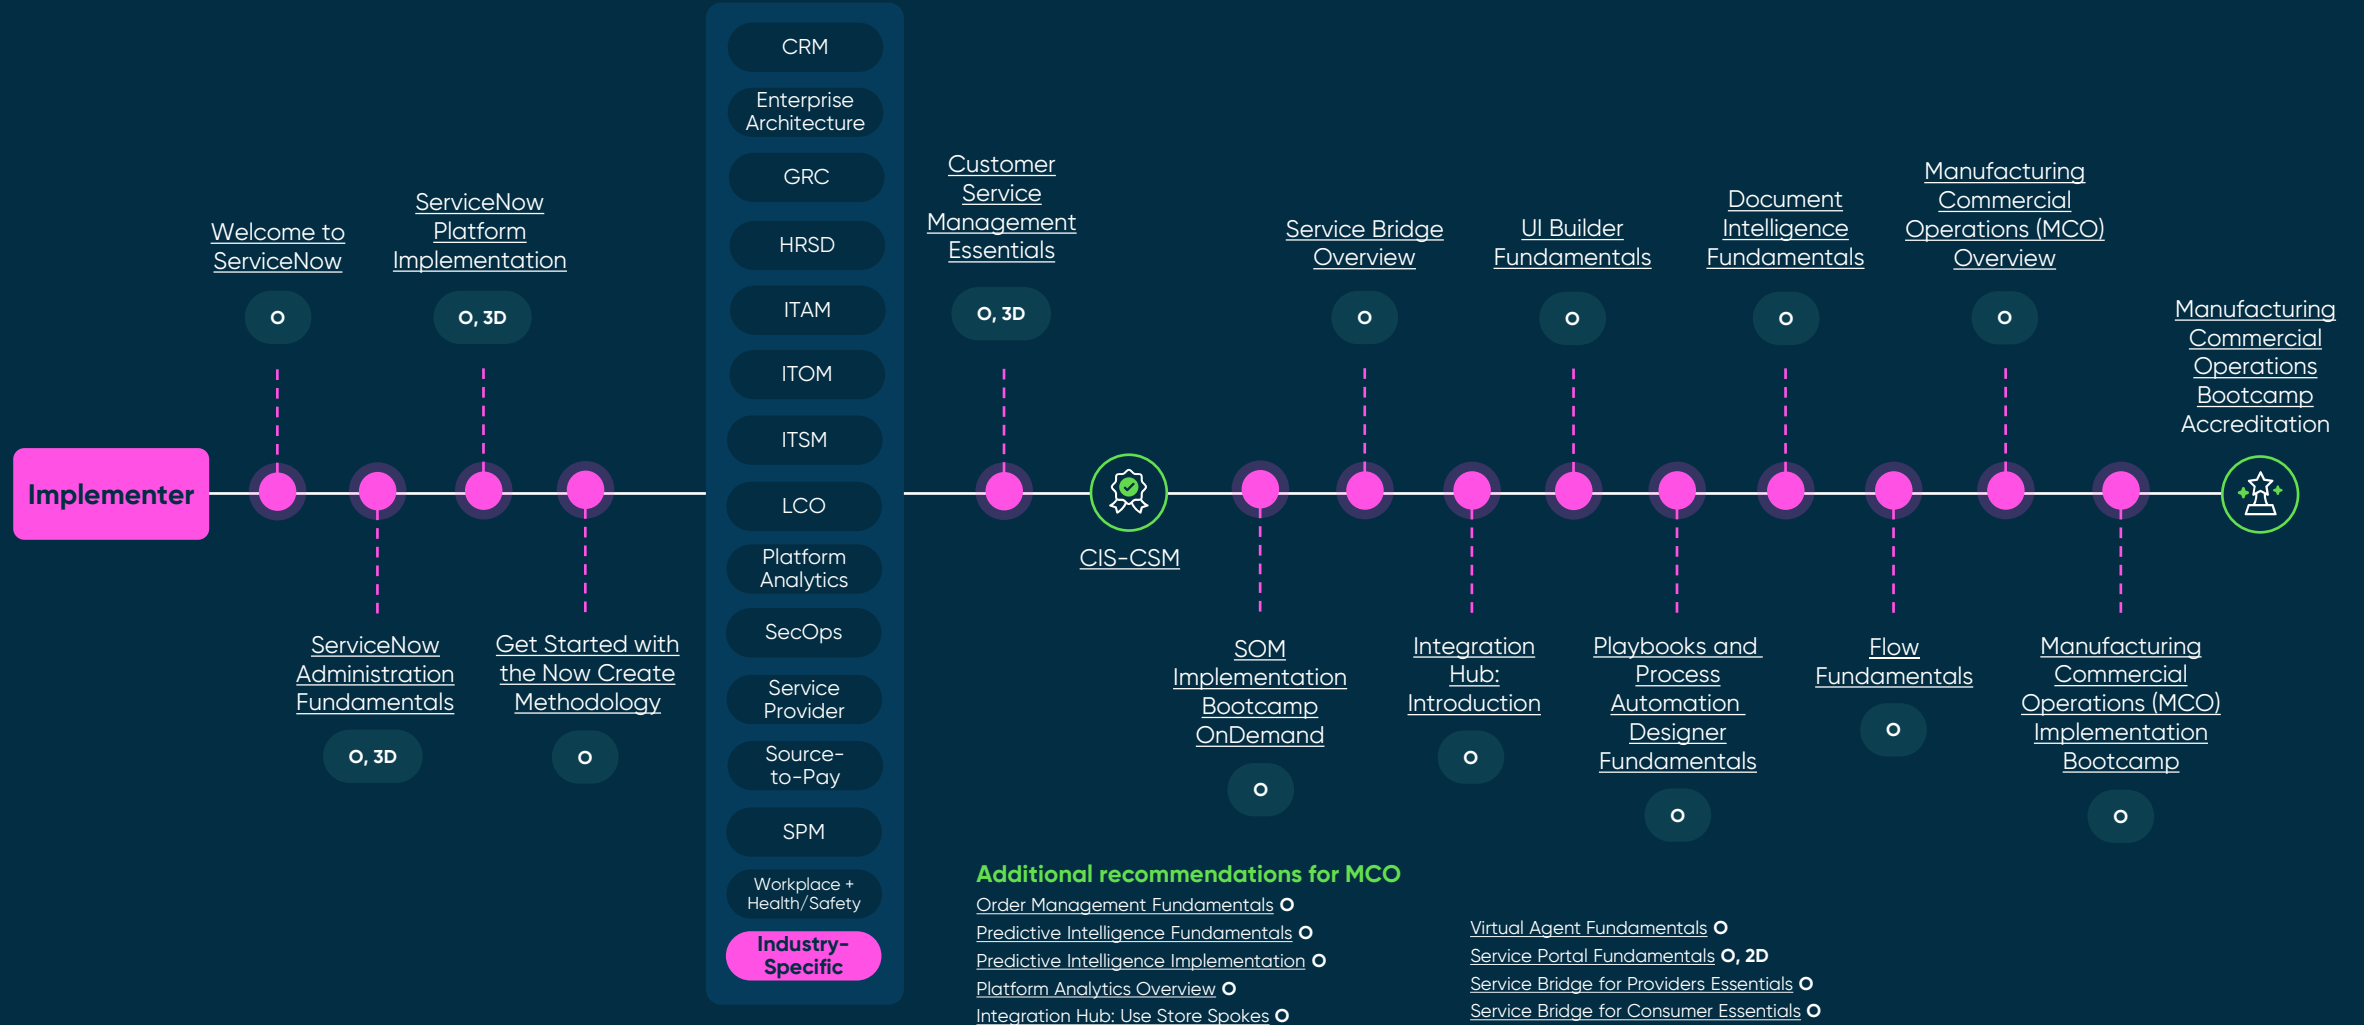 CRM
Enterprise
Architecture
GRC
HRSD
ITAM
ITOM
ITSM
LCO
Platform
Analytics
SecOps
Service
Provider
Source-
to-Pay
SPM
Workplace +
Health/Safety
Industry-
Specific
Implementer
Welcome to
ServiceNow
O
ServiceNow
Administration
Fundamentals
O, 3D
ServiceNow
Platform
Implementation
O, 3D
Get Started with
the Now Create
Methodology
O
Customer
Service
Management
Essentials
O, 3D
CIS-CSM
SOM
Implementation
Bootcamp
OnDemand
O
Service Bridge
Overview
O
Integration
Hub:
Introduction
O
UI Builder
Fundamentals
O
Playbooks and
Process
Automation
Designer
Fundamentals
O
Document
Intelligence
Fundamentals
O
Flow
Fundamentals
O
Manufacturing
Commercial
Operations (MCO)
Overview
O
Manufacturing
Commercial
Operations (MCO)
Implementation
Bootcamp
O
Manufacturing
Commercial
Operations
Bootcamp
Accreditation
Additional recommendations for MCO
Order Management Fundamentals O
Predictive Intelligence Fundamentals O
Predictive Intelligence Implementation O
Platform Analytics Overview O
Integration Hub: Use Store Spokes O
Virtual Agent Fundamentals O
Service Portal Fundamentals O, 2D
Service Bridge for Providers Essentials O
Service Bridge for Consumer Essentials O